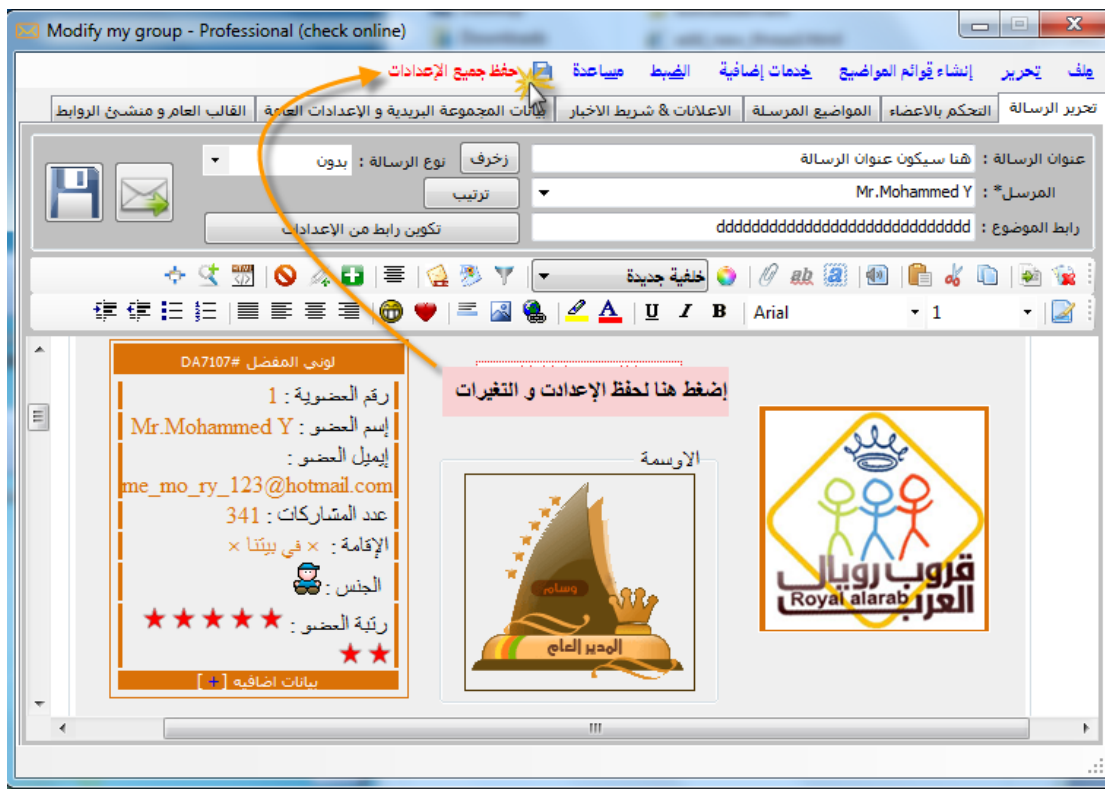 Modify my group - Professional (check online)
ملف تحرير إنشاء قوائم المواضيع خدمات إضافية الضبط مساعدة حفظ جميع الإعدادات
تحرير الرسالة التحكم بالاعضاء المواضيع المرسلة الاعلانات & شريط الاخبار بيانات المجموعة البريدية و الإعدادات العامة القالب العام و منشئ الروابط
عنوان الرسالة : هنا سيكون عنوان الرسالة زخرف نوع الرسالة : بدون
المرسل* : Mr.Mohammed Y ترتيب
رابط الموضوع : ddddddddddddddddddddddddddddd تكوين رابط من الإعدادات
خلفية جديدة
1 Arial B I U A
إضغط هنا لحفظ الإعدادت و التغيرات
قروب رويال
Royal alarab
العرب
الاوسمة
وسام
المدير العام
لوني المفضل #DA7107
رقم العضوية : 1
إسم العضو : Mr.Mohammed Y
إيميل العضو :
me_mo_ry_123@hotmail.com
عدد المشاركات : 341
الإقامة : × في بيتنا ×
الجنس :
رتبة العضو :
بيانات اضافيه [ + ]